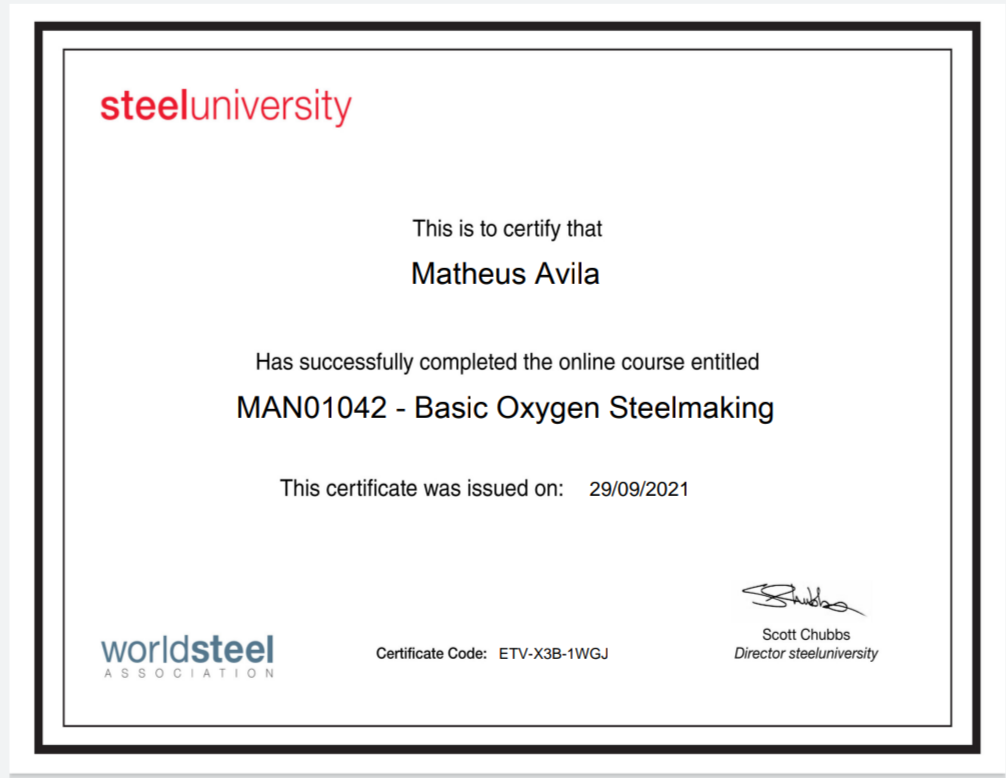 steeluniversity
This is to certify that
Matheus Avila
Has successfully completed the online course entitled
MAN01042 - Basic Oxygen Steelmaking
This certificate was issued on: 29/09/2021
Scott Chubbs
Director steeluniversity
worldsteel
ASSOCIATION
Certificate Code: ETV-X3B-1WGJ